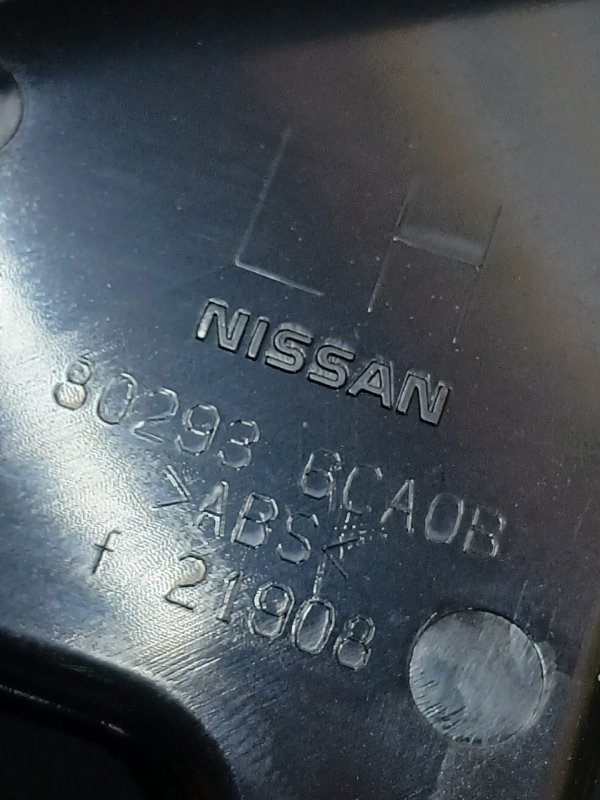 LH
NISSAN
80293 6CA0B
>ABS<
f 21908